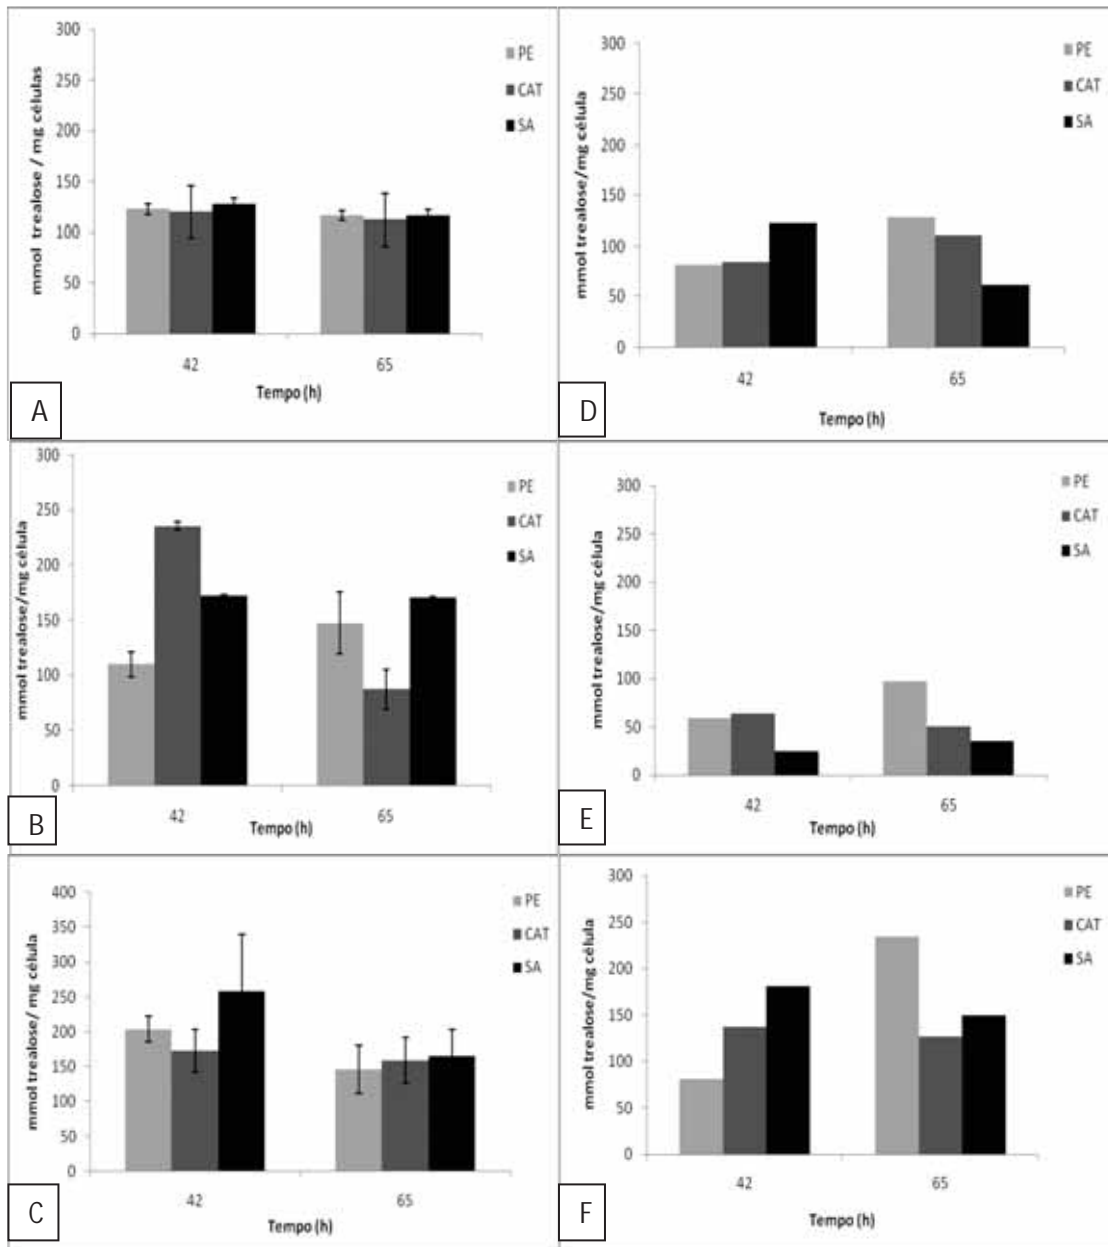 300
250
200
150
100
50
0
mmol trealose / mg células
PE
CAT
SA
42
65
Tempo (h)
A
300
250
200
150
100
50
0
mmol trealose/mg célula
PE
CAT
SA
42
65
Tempo (h)
D
300
250
200
150
100
50
0
mmol trealose/mg célula
PE
CAT
SA
42
65
Tempo (h)
B
300
250
200
150
100
50
0
mmol trealose/mg célula
PE
CAT
SA
42
65
Tempo (h)
E
400
350
300
250
200
150
100
50
0
mmol trealose/ mg célula
PE
CAT
SA
42
65
Tempo (h)
C
300
250
200
150
100
50
0
mmol trealose/mg célula
PE
CAT
SA
42
65
Tempo (h)
F